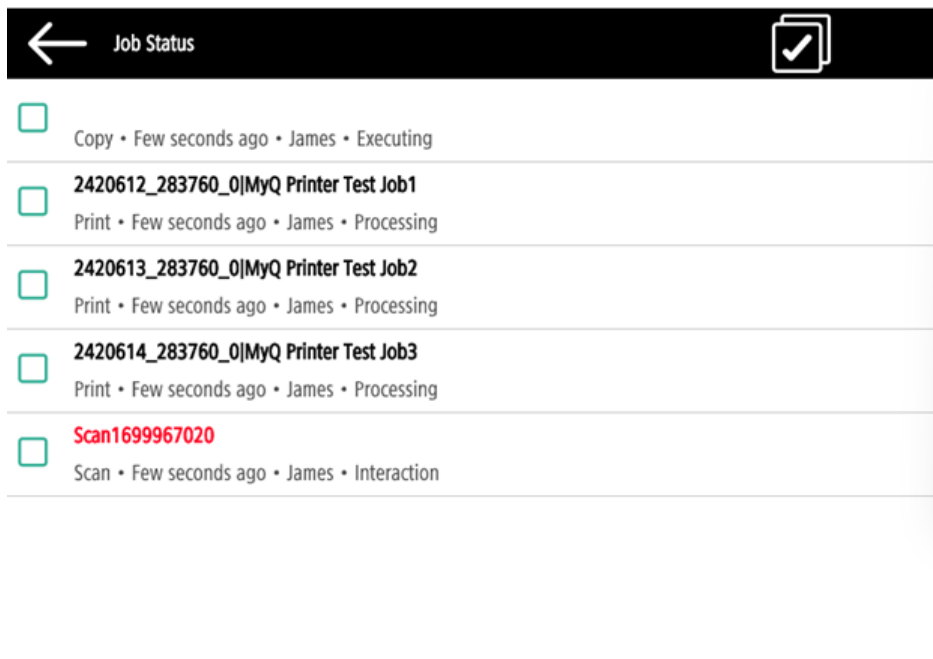 Job Status
Copy • Few seconds ago • James • Executing
2420612_283760_0|MyQ Printer Test Job1
Print • Few seconds ago • James • Processing
2420613_283760_0|MyQ Printer Test Job2
Print • Few seconds ago • James • Processing
2420614_283760_0|MyQ Printer Test Job3
Print • Few seconds ago • James • Processing
Scan1699967020
Scan • Few seconds ago • James • Interaction